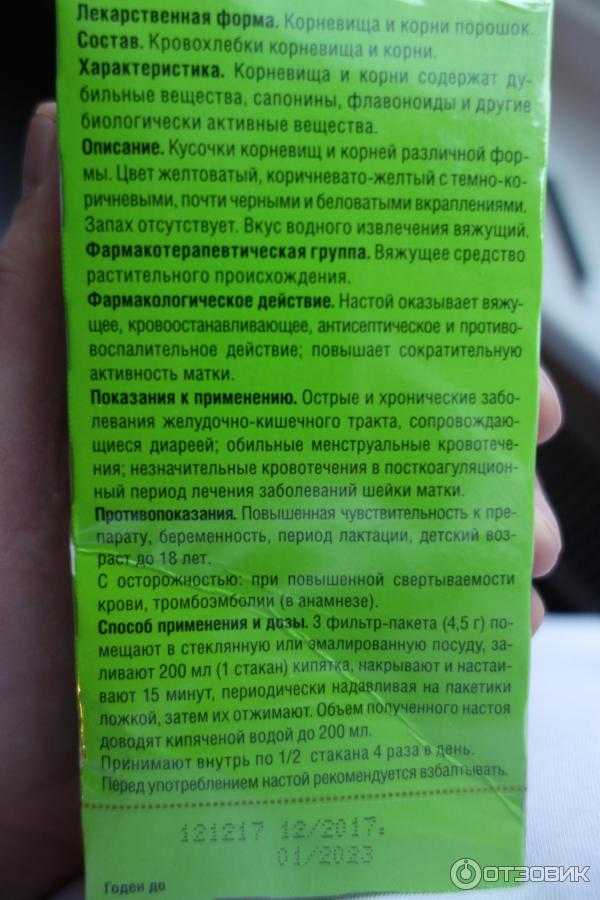 Лекарственная форма. Корневища и корни порошок.
Состав. Кровохлебки корневища и корни.
Характеристика. Корневища и корни содержат ду-
бильные вещества, сапонины, флавоноиды и другие
биологически активные вещества.
Описание. Кусочки корневищ и корней различной фор-
мы. Цвет желтоватый, коричневато-желтый с темно-ко-
ричневыми, почти черными и беловатыми вкраплениями.
Запах отсутствует. Вкус водного извлечения вяжущий.
Фармакотерапевтическая группа. Вяжущее средство
растительного происхождения.
Фармакологическое действие. Настой оказывает вяжу-
щее, кровоостанавливающее, антисептическое и противо-
воспалительное действие; повышает сократительную
активность матки.
Показания к применению. Острые и хронические забо-
левания желудочно-кишечного тракта, сопровождаю-
щиеся диареей; обильные менструальные кровотече-
ния; незначительные кровотечения в посткоагуляцион-
ный период лечения заболеваний шейки матки.
Противопоказания. Повышенная чувствительность к пре-
парату, беременность, период лактации, детский воз-
раст до 18 лет.
С осторожностью: при повышенной свертываемости
крови, тромбоэмболии (в анамнезе).
Способ применения и дозы. 3 фильтр-пакета (4,5 г) по-
мещают в стеклянную или эмалированную посуду, за-
ливают 200 мл (1 стакан) кипятка, накрывают и настаи-
вают 15 минут, периодически надавливая на пакетики
ложкой, затем их отжимают. Объем полученного настоя
доводят кипяченой водой до 200 мл.
Принимают внутрь по 1/2 стакана 4 раза в день.
Перед употреблением настой рекомендуется взбалтывать.
121217 12/2017:
01/2023
Годен до
ОТЗОВИК